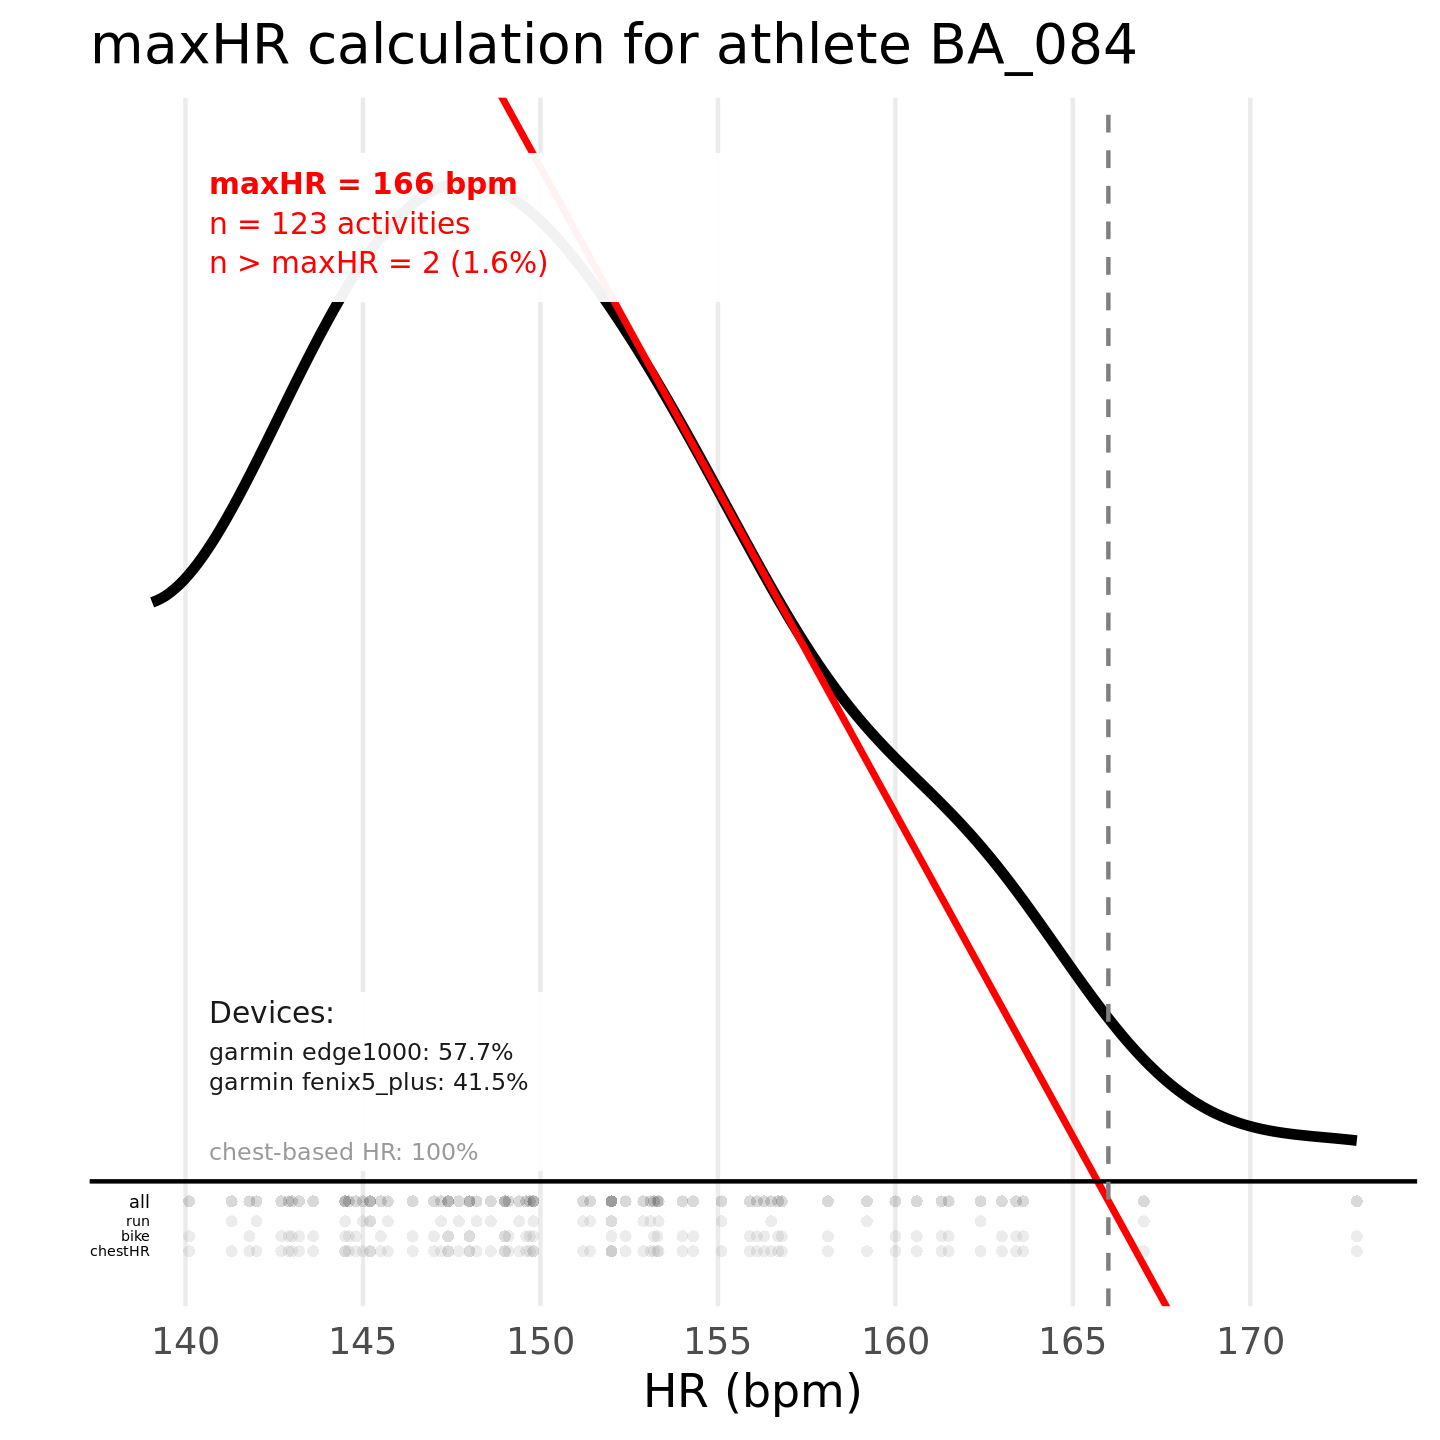 maxHR calculation for athlete BA_084
maxHR = 166 bpm
n = 123 activities
n > maxHR = 2 (1.6%)
Devices:
garmin edge1000: 57.7%
garmin fenix5_plus: 41.5%
chest-based HR: 100%
all
run
bike
chestHR
140 145 150 155 160 165 170
HR (bpm)